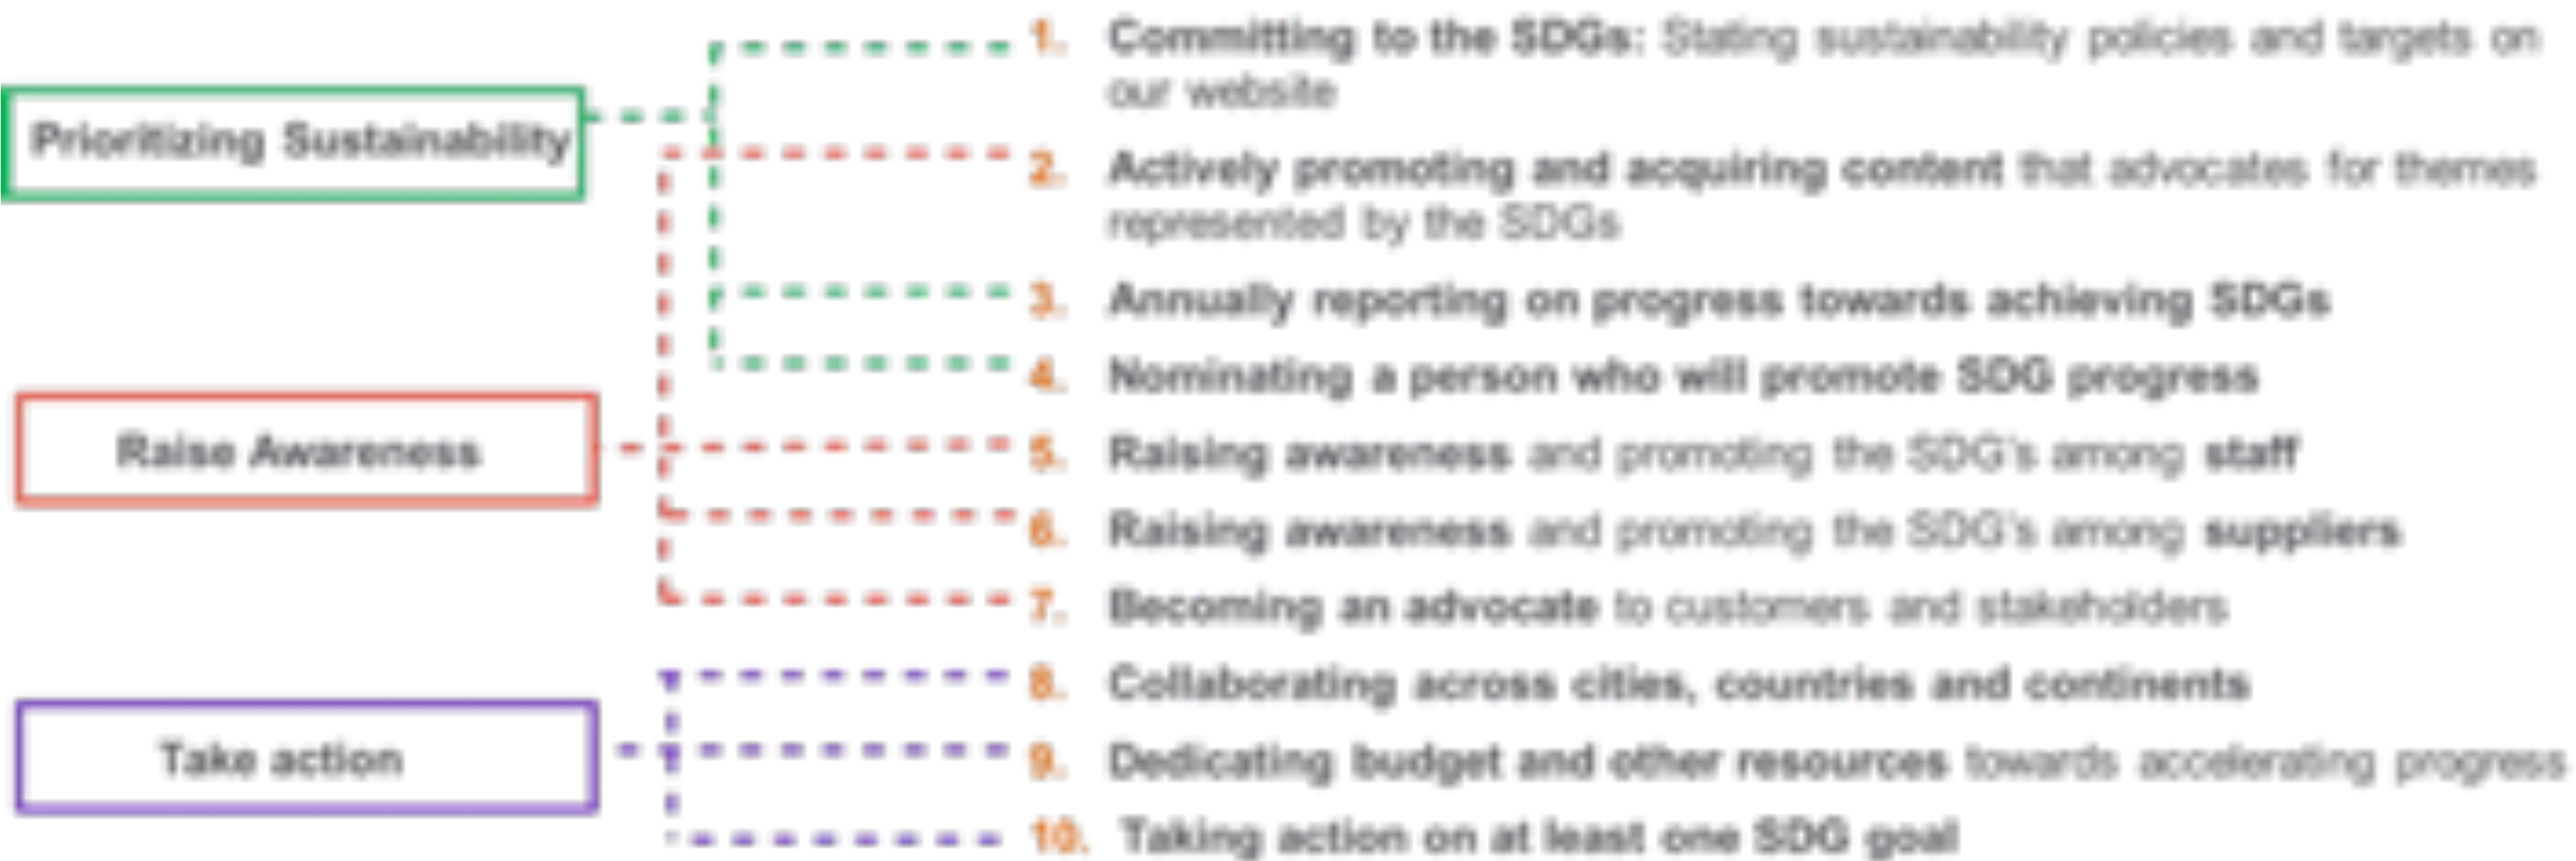 Prioritizing Sustainability
Raise Awareness
Take action
1. Committing to the SDGs: Stating sustainability policies and targets on
our website
2. Actively promoting and acquiring content that advocates for themes
represented by the SDGs
3. Annually reporting on progress towards achieving SDGs
4. Nominating a person who will promote SDG progress
5. Raising awareness and promoting the SDG's among staff
6. Raising awareness and promoting the SDG's among suppliers
7. Becoming an advocate to customers and stakeholders
8. Collaborating across cities, countries and continents
9. Dedicating budget and other resources towards accelerating progress
10. Taking action on at least one SDG goal